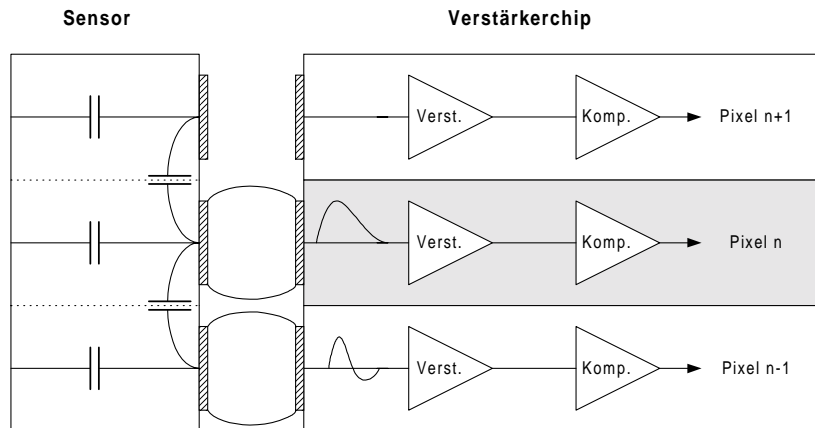 Sensor
Verstärkerchip
Verst.
Komp.
Pixel n+1
Verst.
Komp.
Pixel n
Verst.
Komp.
Pixel n-1